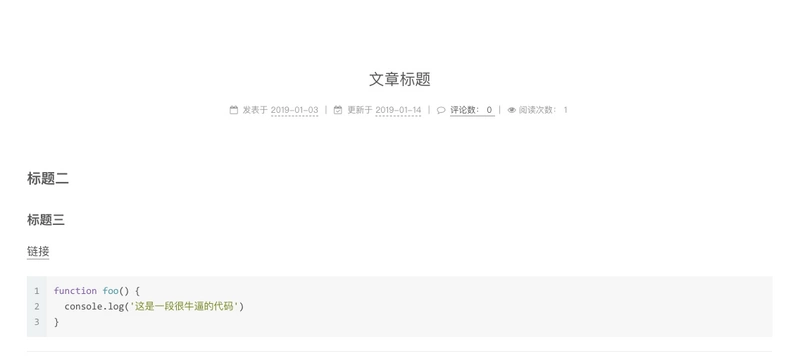 文章标题
发表于 2019-01-03 | 更新于 2019-01-14 | 评论数： 0 | 阅读次数： 1
标题二
标题三
链接
1 function foo() {
2 console.log('这是一段很牛逼的代码')
3 }